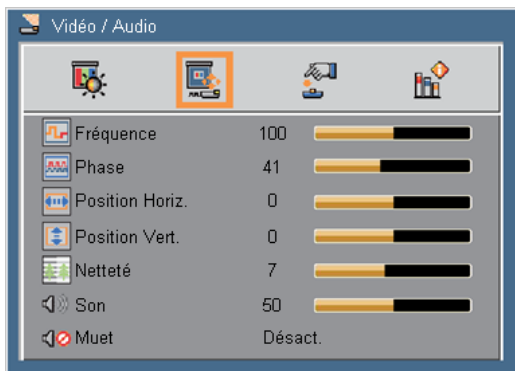 Vidéo / Audio
Fréquence 100
Phase 41
Position Horiz. 0
Position Vert. 0
Netteté 7
Son 50
Muet Désact.